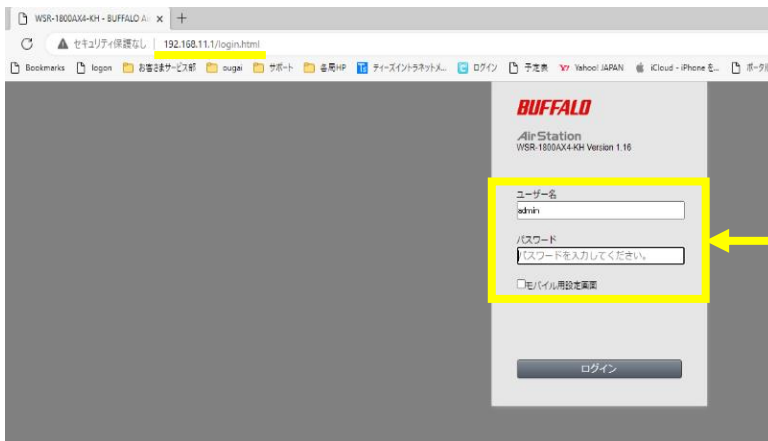 WSR-1800AX4-KH - BUFFALO Ai
セキュリティ保護なし 192.168.11.1/login.html
Bookmarks logon お客さまサービス部 ougai サポート 各局HP ティーズイントラネットメ... ログイン 予定表 Yahoo! JAPAN iCloud - iPhone を...
BUFFALO
AirStation
WSR-1800AX4-KH Version 1.16
ユーザー名
admin
パスワード
パスワードを入力してください。
モバイル用設定画面
ログイン